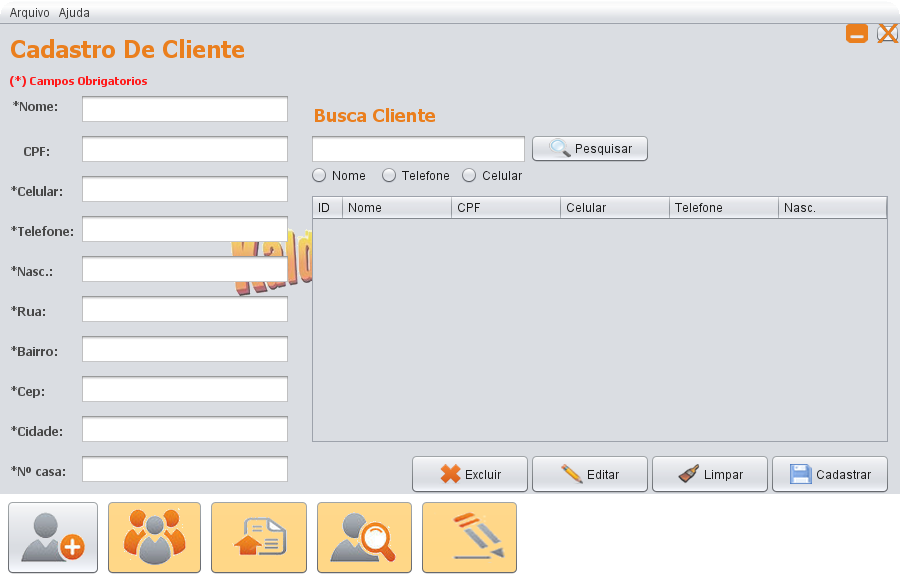 Arquivo Ajuda
Cadastro De Cliente
(*) Campos Obrigatorios
*Nome:
CPF:
*Celular:
*Telefone:
*Nasc.:
*Rua:
*Bairro:
*Cep:
*Cidade:
*Nº casa:
Busca Cliente
Pesquisar
Nome Telefone Celular
ID Nome CPF Celular Telefone Nasc.
Excluir Editar Limpar Cadastrar